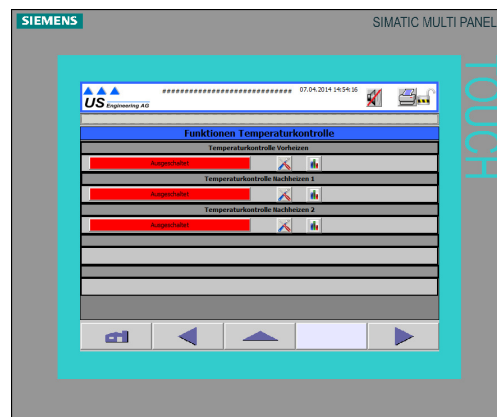 SIEMENS
SIMATIC MULTI PANEL
TOUCH
US Engineering AG
############################# 07.04.2014 14:54:16
Funktionen Temperaturkontrolle
Temperaturkontrolle Vorheizen
Ausgeschaltet
Temperaturkontrolle Nachheizen 1
Ausgeschaltet
Temperaturkontrolle Nachheizen 2
Ausgeschaltet